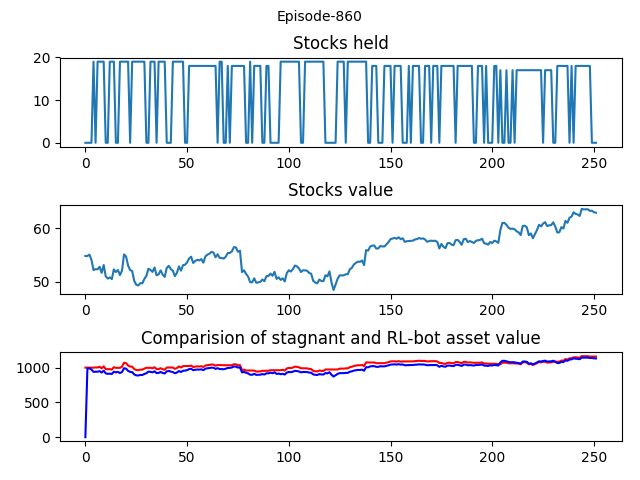 Episode-860
Stocks held
20
10
0
0 50 100 150 200 250
Stocks value
60
50
0 50 100 150 200 250
Comparision of stagnant and RL-bot asset value
1000
500
0
0 50 100 150 200 250